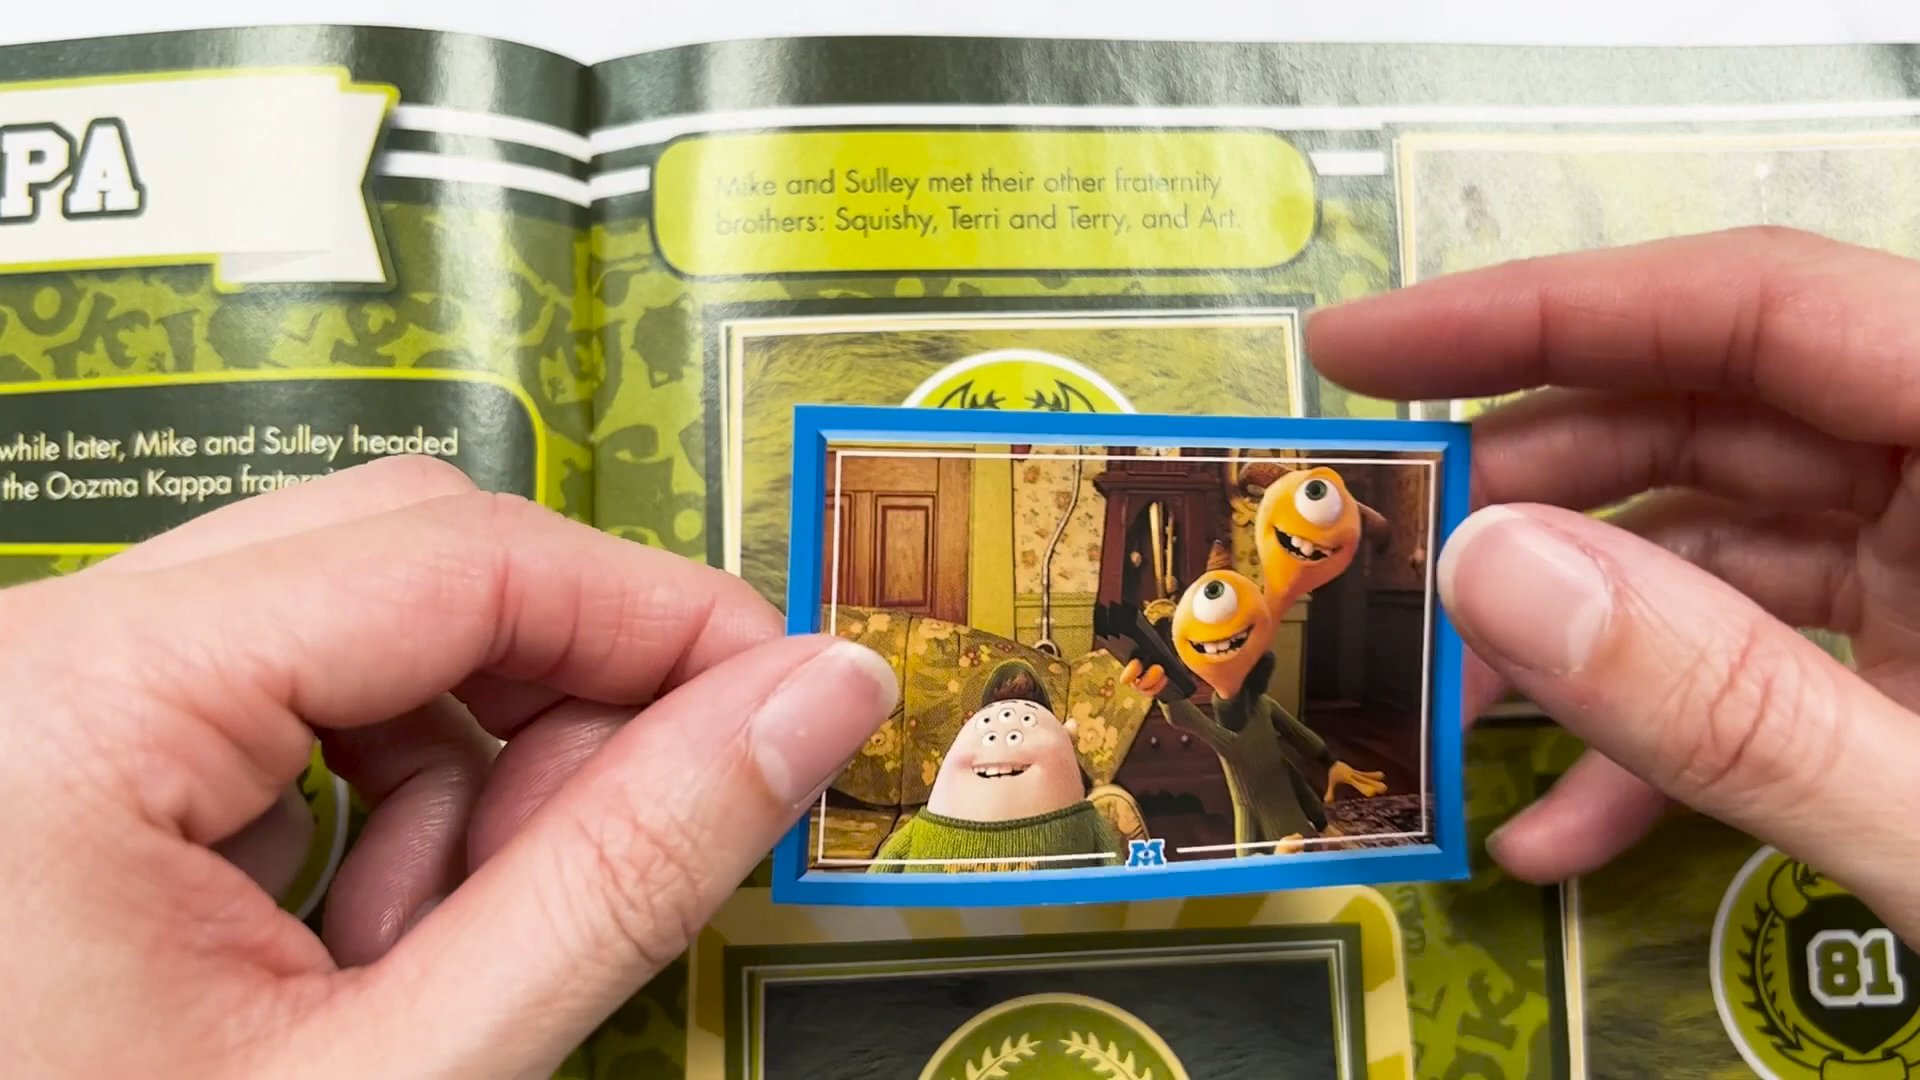 PA
while later, Mike and Sulley headed
the Oozma Kappa
Mike and Sulley met their other fraternity
brothers: Squishy, Terri and Terry, and Art.
M
81